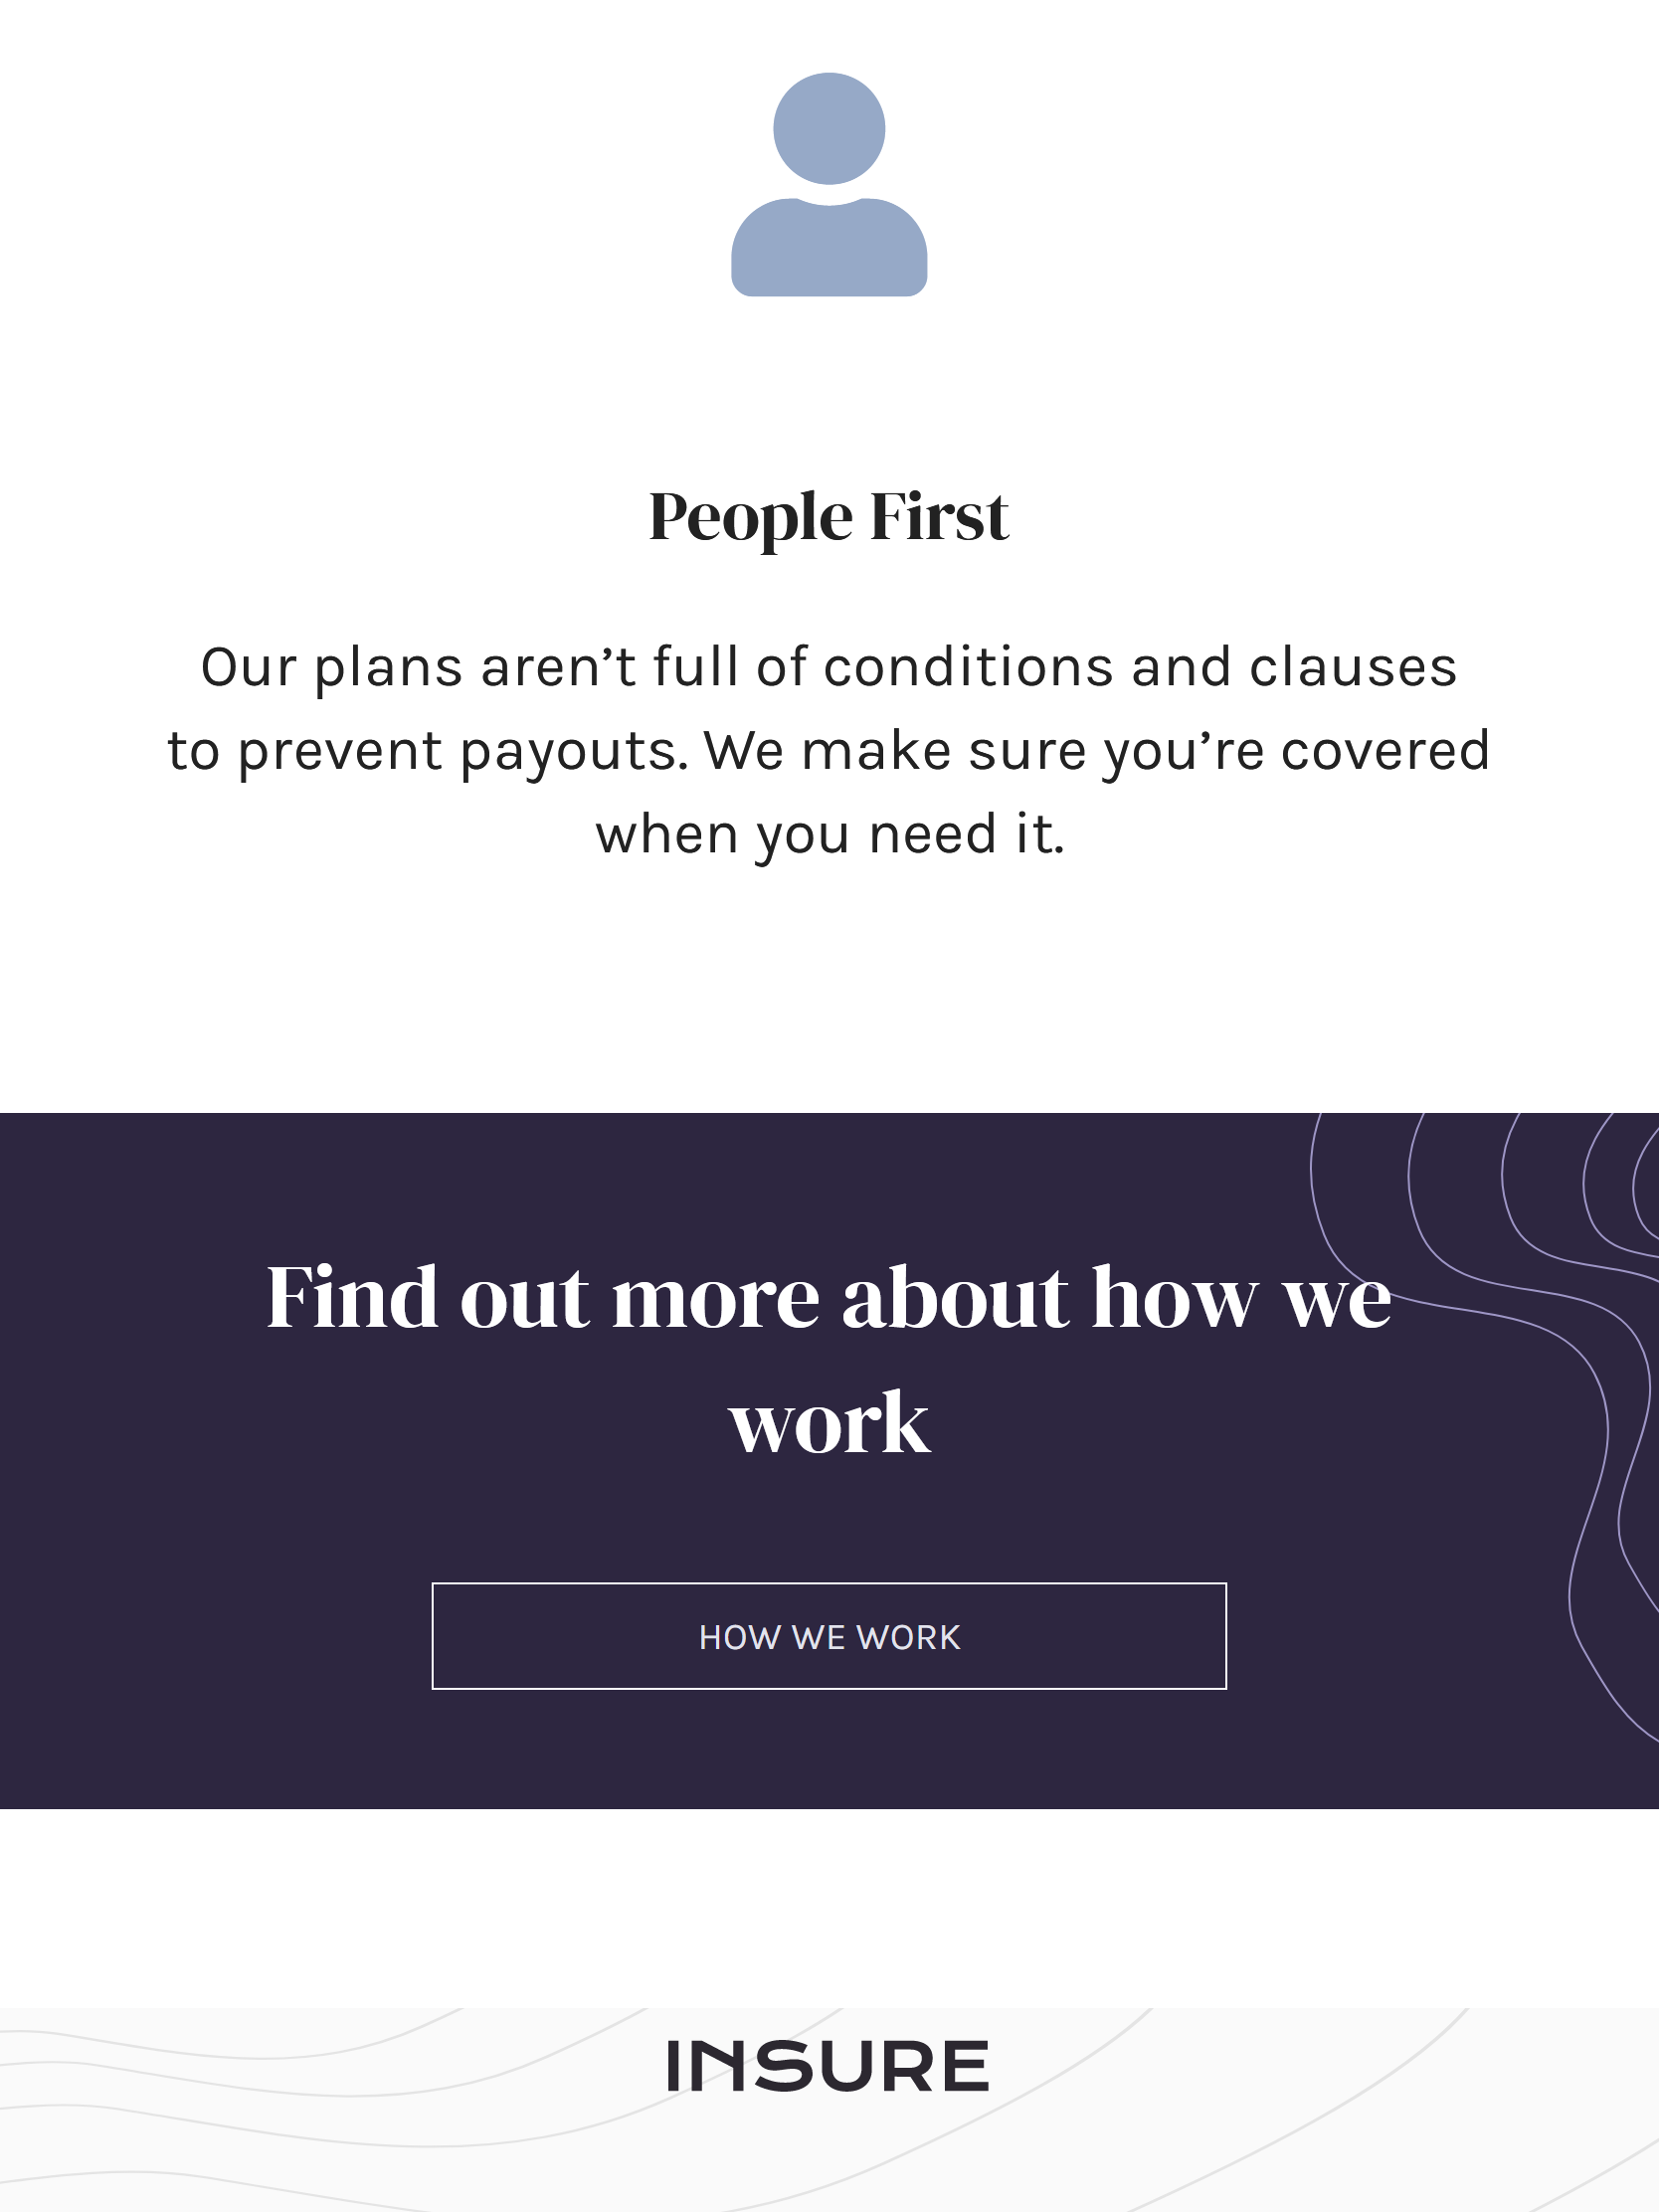 People First
Our plans aren’t full of conditions and clauses
to prevent payouts. We make sure you’re covered
when you need it.
Find out more about how we
work
HOW WE WORK
INSURE